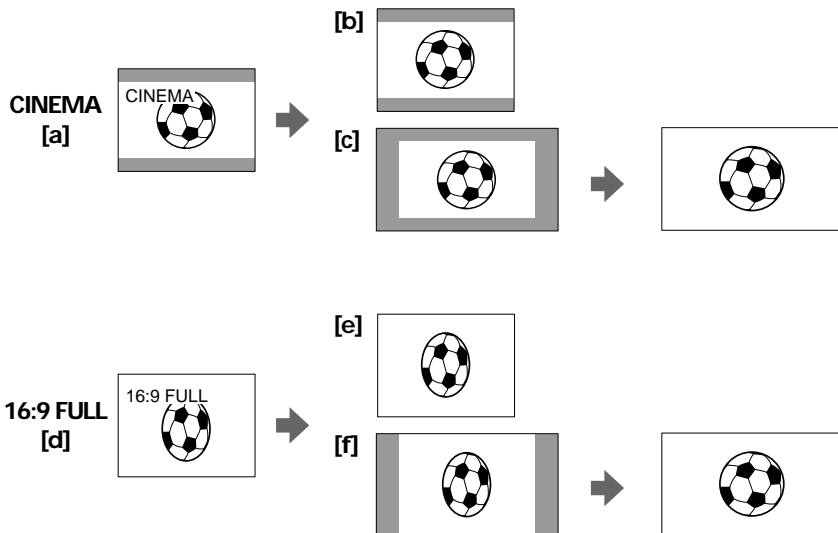 [b]
CINEMA
CINEMA
[a]
[c]
[e]
16:9 FULL
16:9 FULL
[d]
[f]